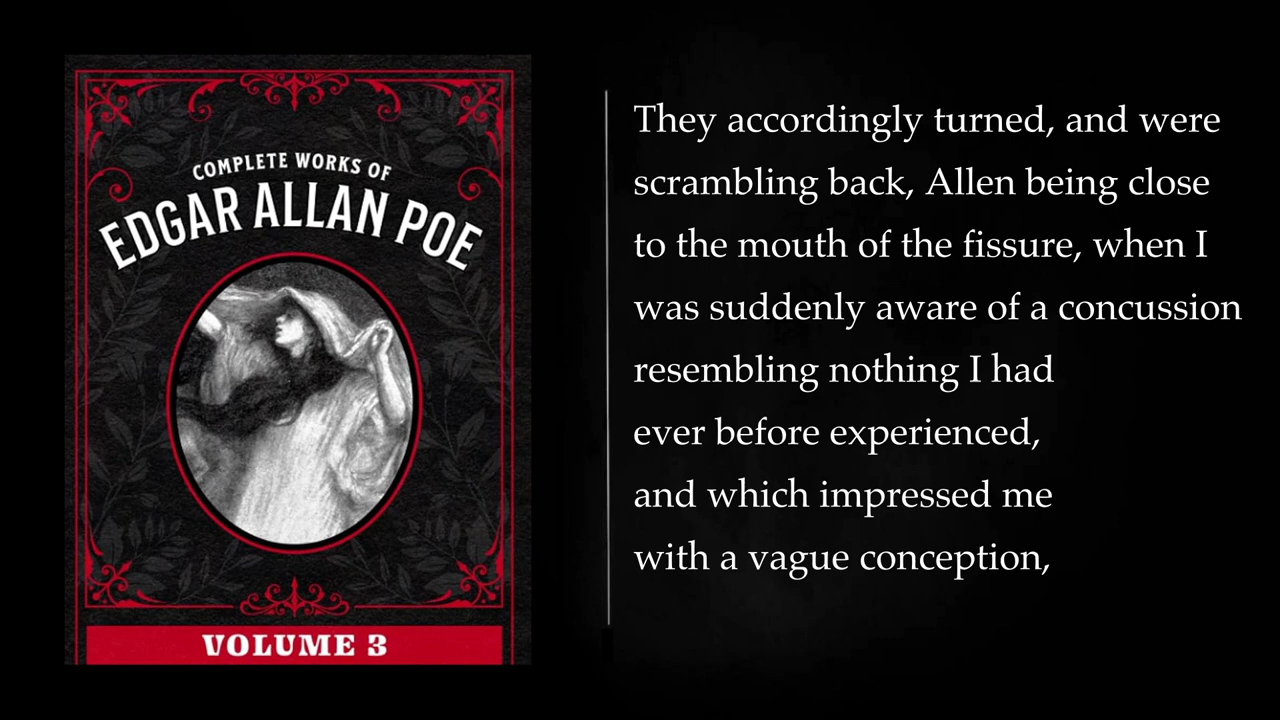 COMPLETE WORKS OF
EDGAR ALLAN POE
VOLUME 3
They accordingly turned, and were
scrambling back, Allen being close
to the mouth of the fissure, when I
was suddenly aware of a concussion
resembling nothing I had
ever before experienced,
and which impressed me
with a vague conception,